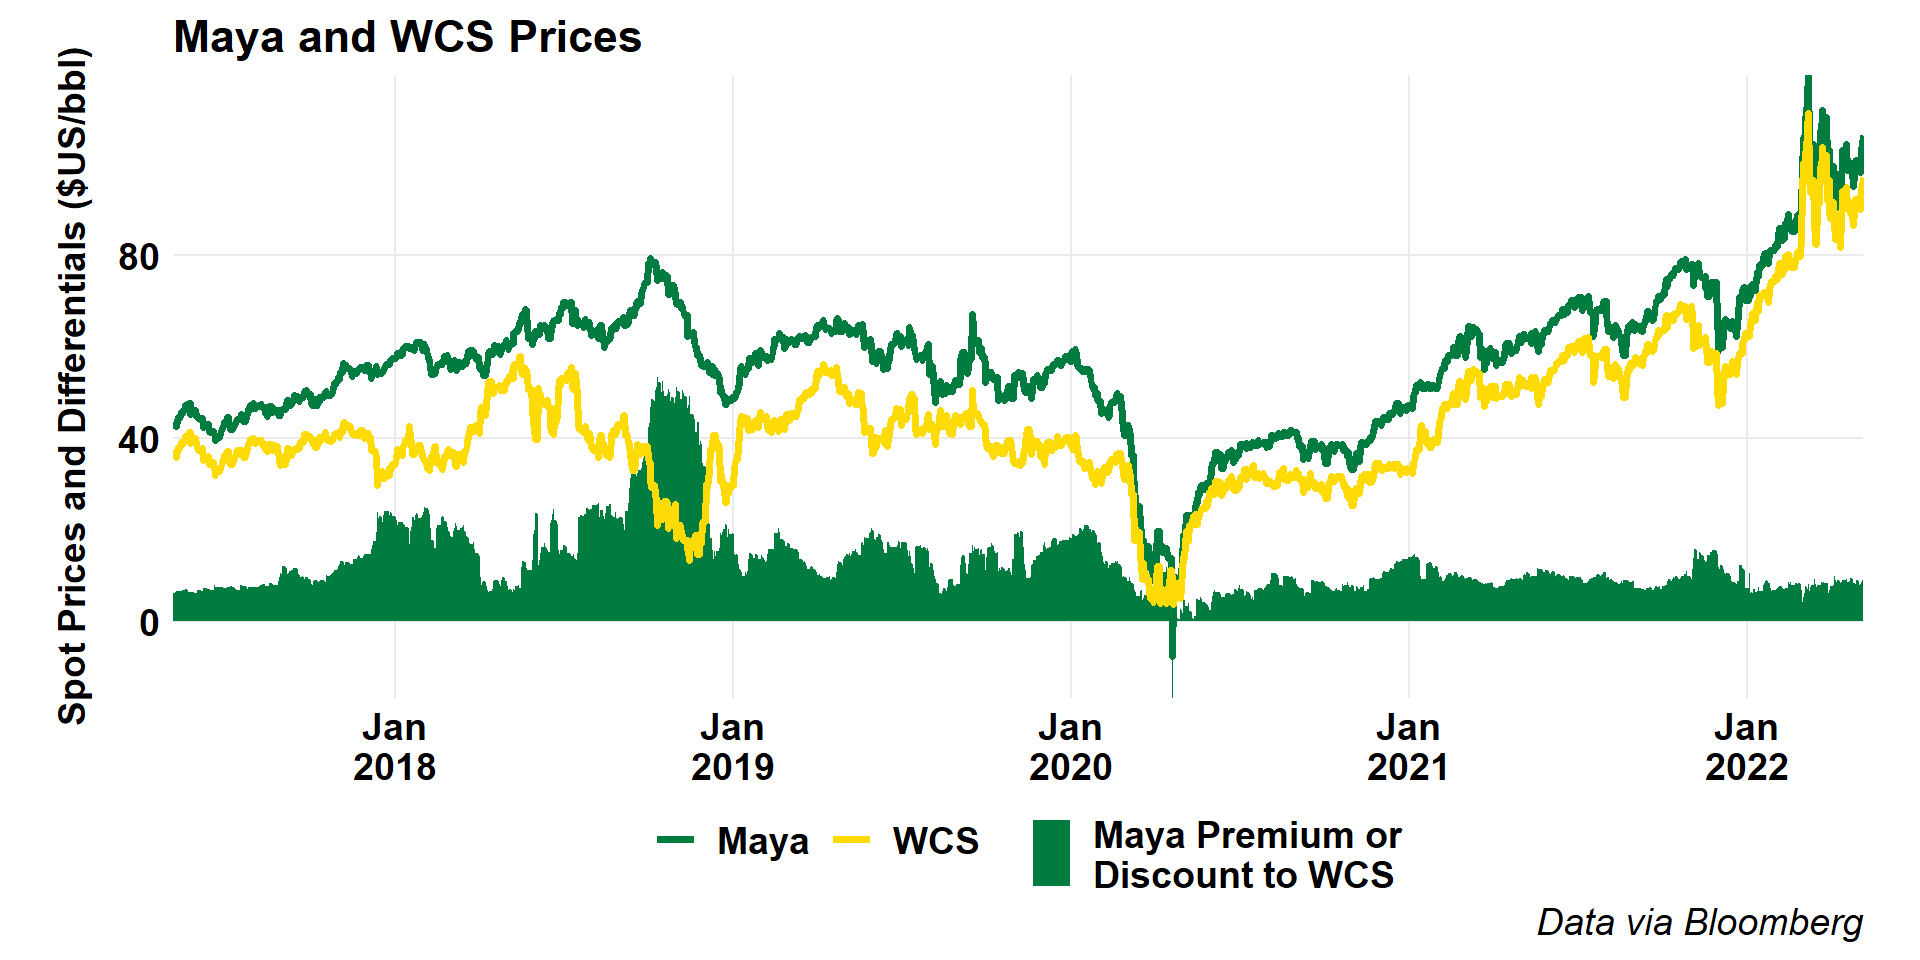 Maya and WCS Prices
Spot Prices and Differentials ($US/bbl)
80
40
0
Jan
2018
Jan
2019
Jan
2020
Jan
2021
Jan
2022
Maya
WCS
Maya Premium or
Discount to WCS
Data via Bloomberg